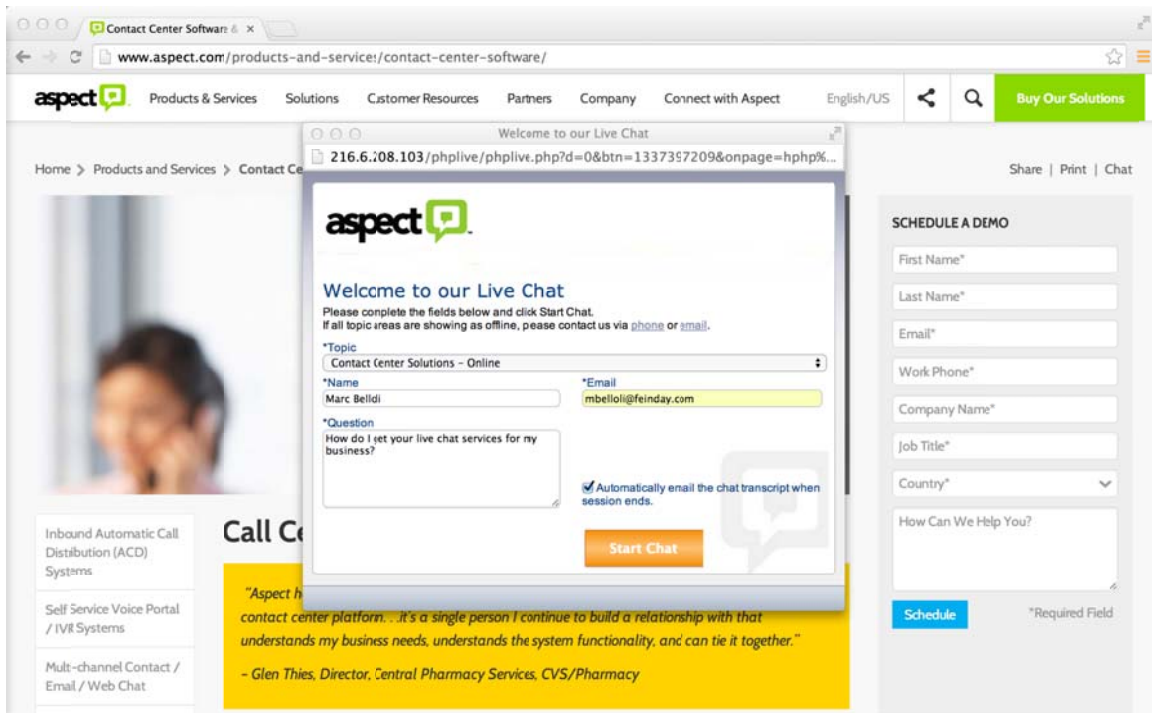 Contact Center Software &
www.aspect.com/products-and-services/contact-center-software/
aspect
Products & Services Solutions Customer Resources Partners Company Connect with Aspect English/US Buy Our Solutions
Home > Products and Services > Contact Ce
Share | Print | Chat
Welcome to our Live Chat
216.6.208.103/phplive/phplive.php?d=0&btn=1337397209&onpage=hphp%...
aspect
Welcome to our Live Chat
Please complete the fields below and click Start Chat.
If all topic areas are showing as offline, pease contact us via phone or email.
*Topic
Contact Center Solutions – Online
*Name *Email
Marc Belldi mbelloli@feinday.com
*Question
How do I get your live chat services for my
business?
Automatically email the chat transcript when
session ends.
Start Chat
SCHEDULE A DEMO
First Name*
Last Name*
Email*
Work Phone*
Company Name*
Job Title*
Country*
How Can We Help You?
Schedule *Required Field
Inbound Automatic Call
Distibution (ACD)
Systems
Self Service Voice Portal
/ IVR Systems
Mult-channel Contact /
Email / Web Chat
Call Ce
"Aspect h
contact center platform. . .it's a single person I continue to build a relationship with that
understands my business needs, understands the system functionality, and can tie it together."
– Glen Thies, Director, Central Pharmacy Services, CVS/Pharmacy